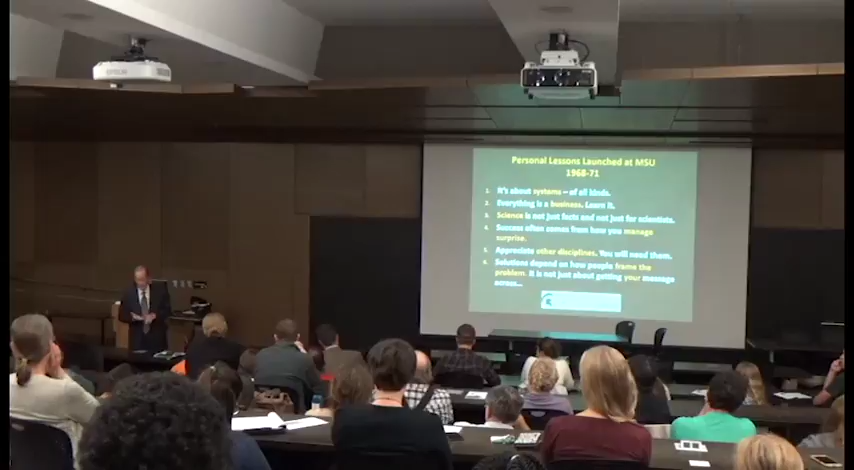 Personal Lessons Launched at MSU
1968-71
1. It's about systems – of all kinds.
2. Everything is a business. Learn it.
3. Science is not just facts and not just for scientists.
4. Success often comes from how you manage
surprise.
5. Appreciate other disciplines. You will need them.
6. Solutions depend on how people frame the
problem. It is not just about getting your message
across...